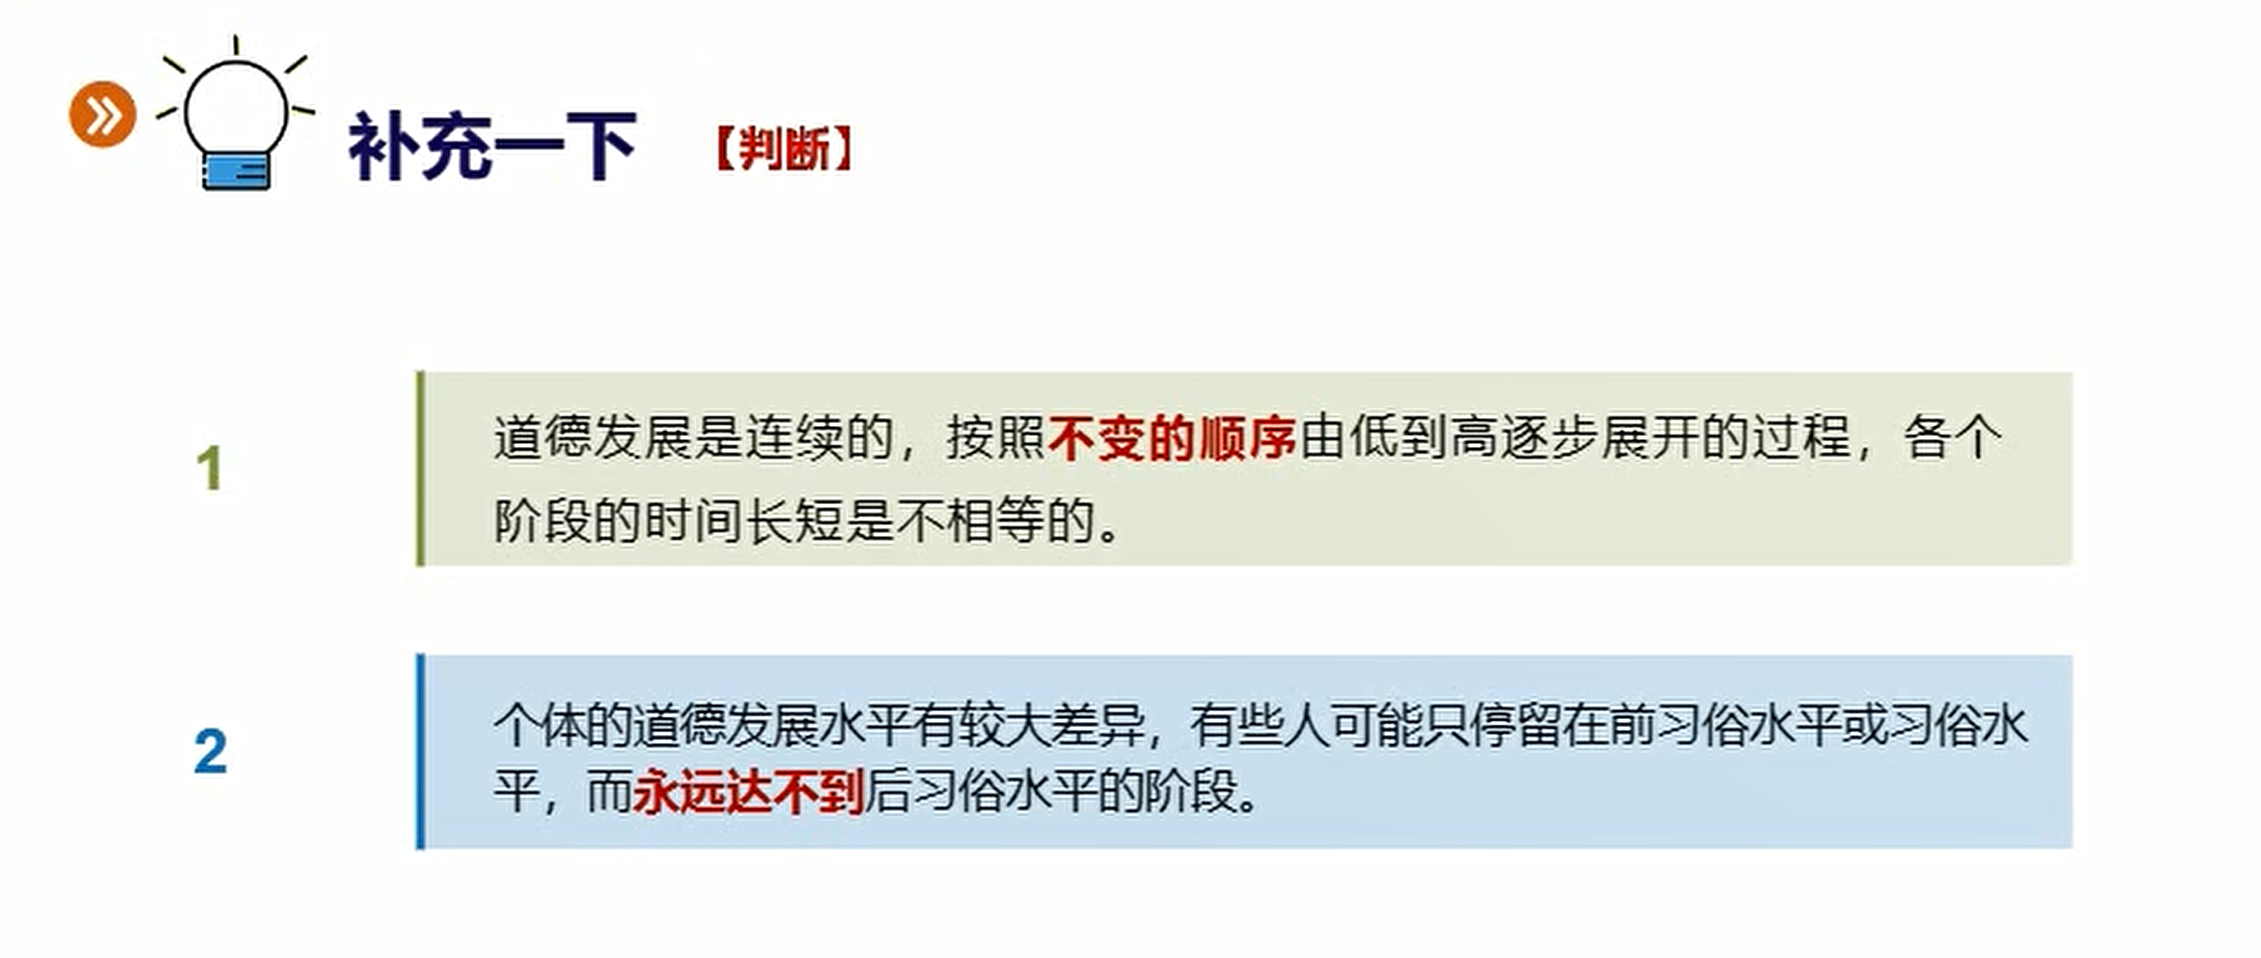 补充一下 【判断】
1
道德发展是连续的，按照不变的顺序由低到高逐步展开的过程，各个
阶段的时间长短是不相等的。
2
个体的道德发展水平有较大差异，有些人可能只停留在前习俗水平或习俗水
平，而永远达不到后习俗水平的阶段。